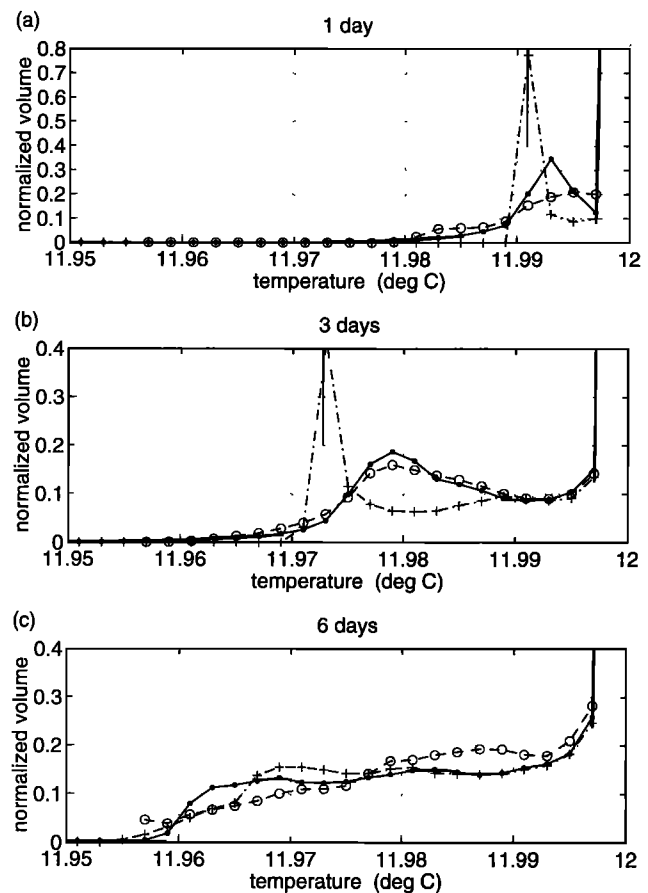 (a)
1 day
0.8
0.7
0.6
0.5
0.4
0.3
0.2
0.1
0
normalized volume
11.95 11.96 11.97 11.98 11.99 12
temperature (deg C)
(b)
3 days
0.4
0.3
0.2
0.1
0
normalized volume
11.95 11.96 11.97 11.98 11.99 12
temperature (deg C)
(c)
6 days
0.4
0.3
0.2
0.1
0
normalized volume
11.95 11.96 11.97 11.98 11.99 12
temperature (deg C)